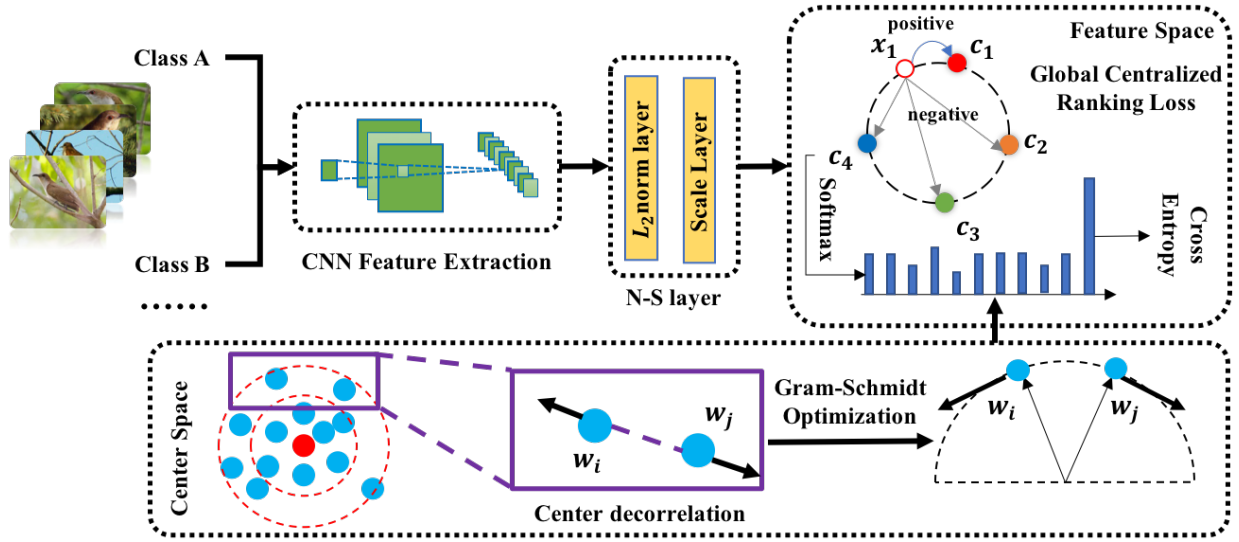 Class A
Class B
......
CNN Feature Extraction
L₂norm layer
Scale Layer
N-S layer
positive
x₁
c₁
negative
c₂
c₄
c₃
Feature Space
Global Centralized
Ranking Loss
Softmax
Cross
Entropy
Center Space
wᵢ
wⱼ
Center decorrelation
Gram-Schmidt
Optimization
wᵢ
wⱼ